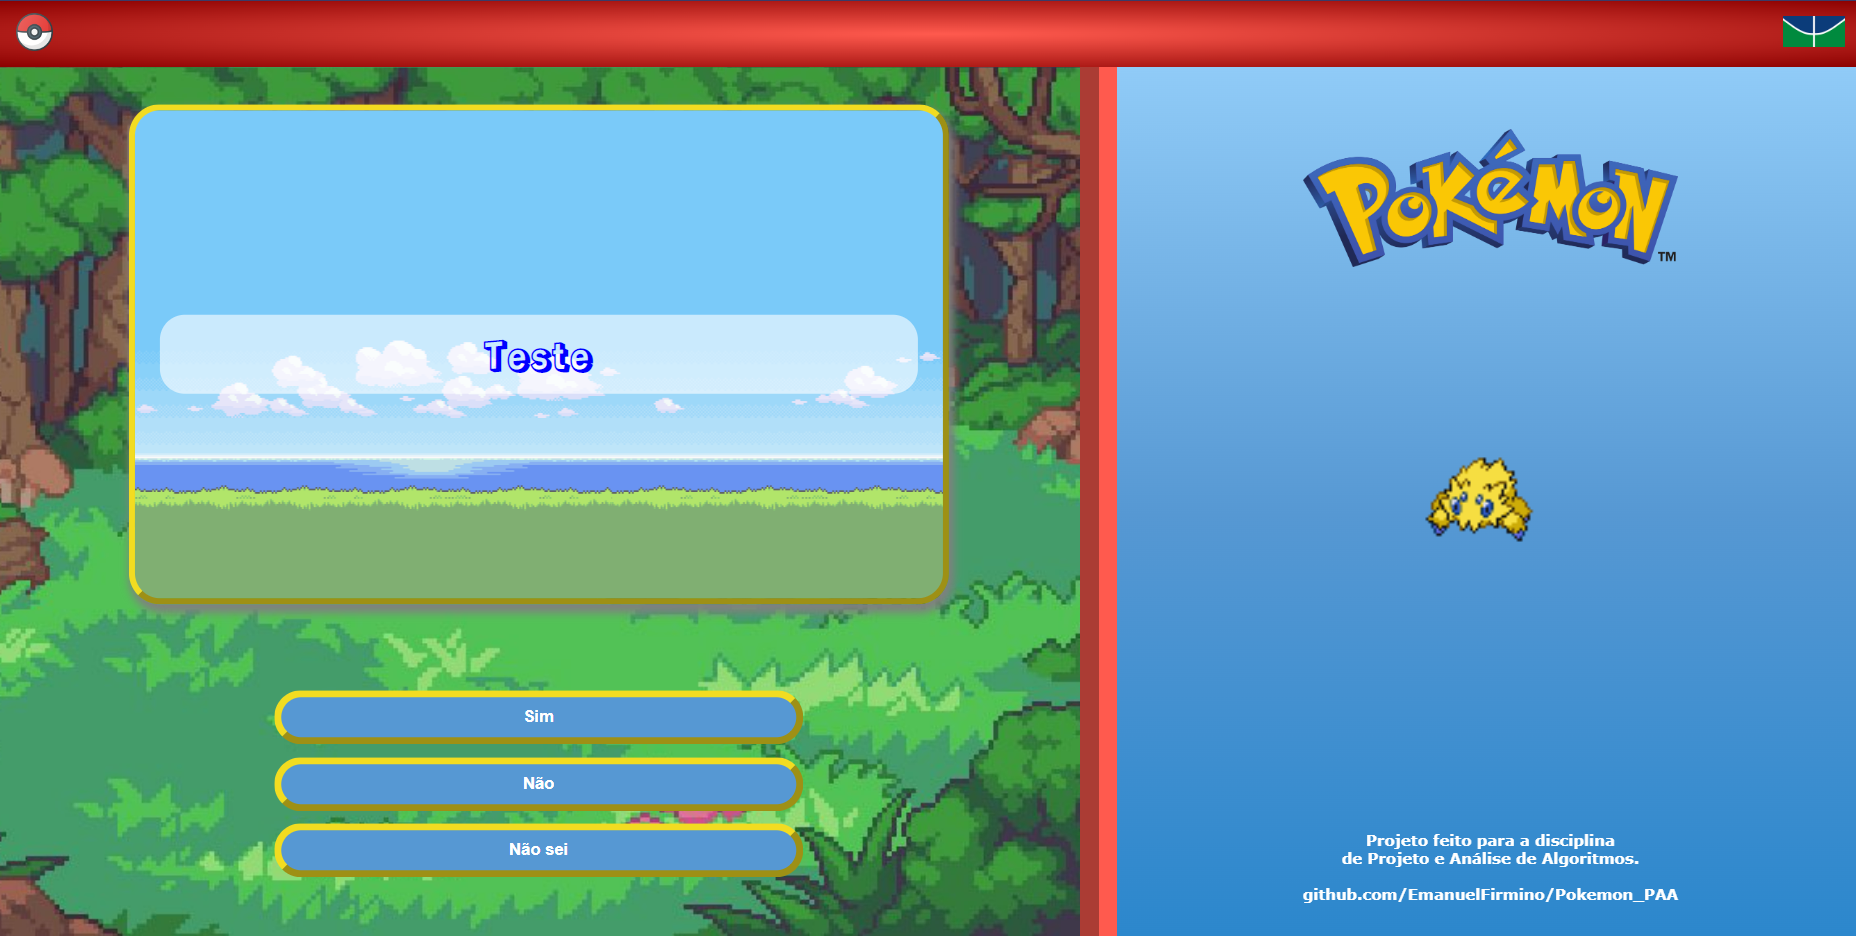 Teste
Sim
Não
Não sei
POKéMON
TM
Projeto feito para a disciplina
de Projeto e Análise de Algoritmos.
github.com/EmanuelFirmino/Pokemon_PAA